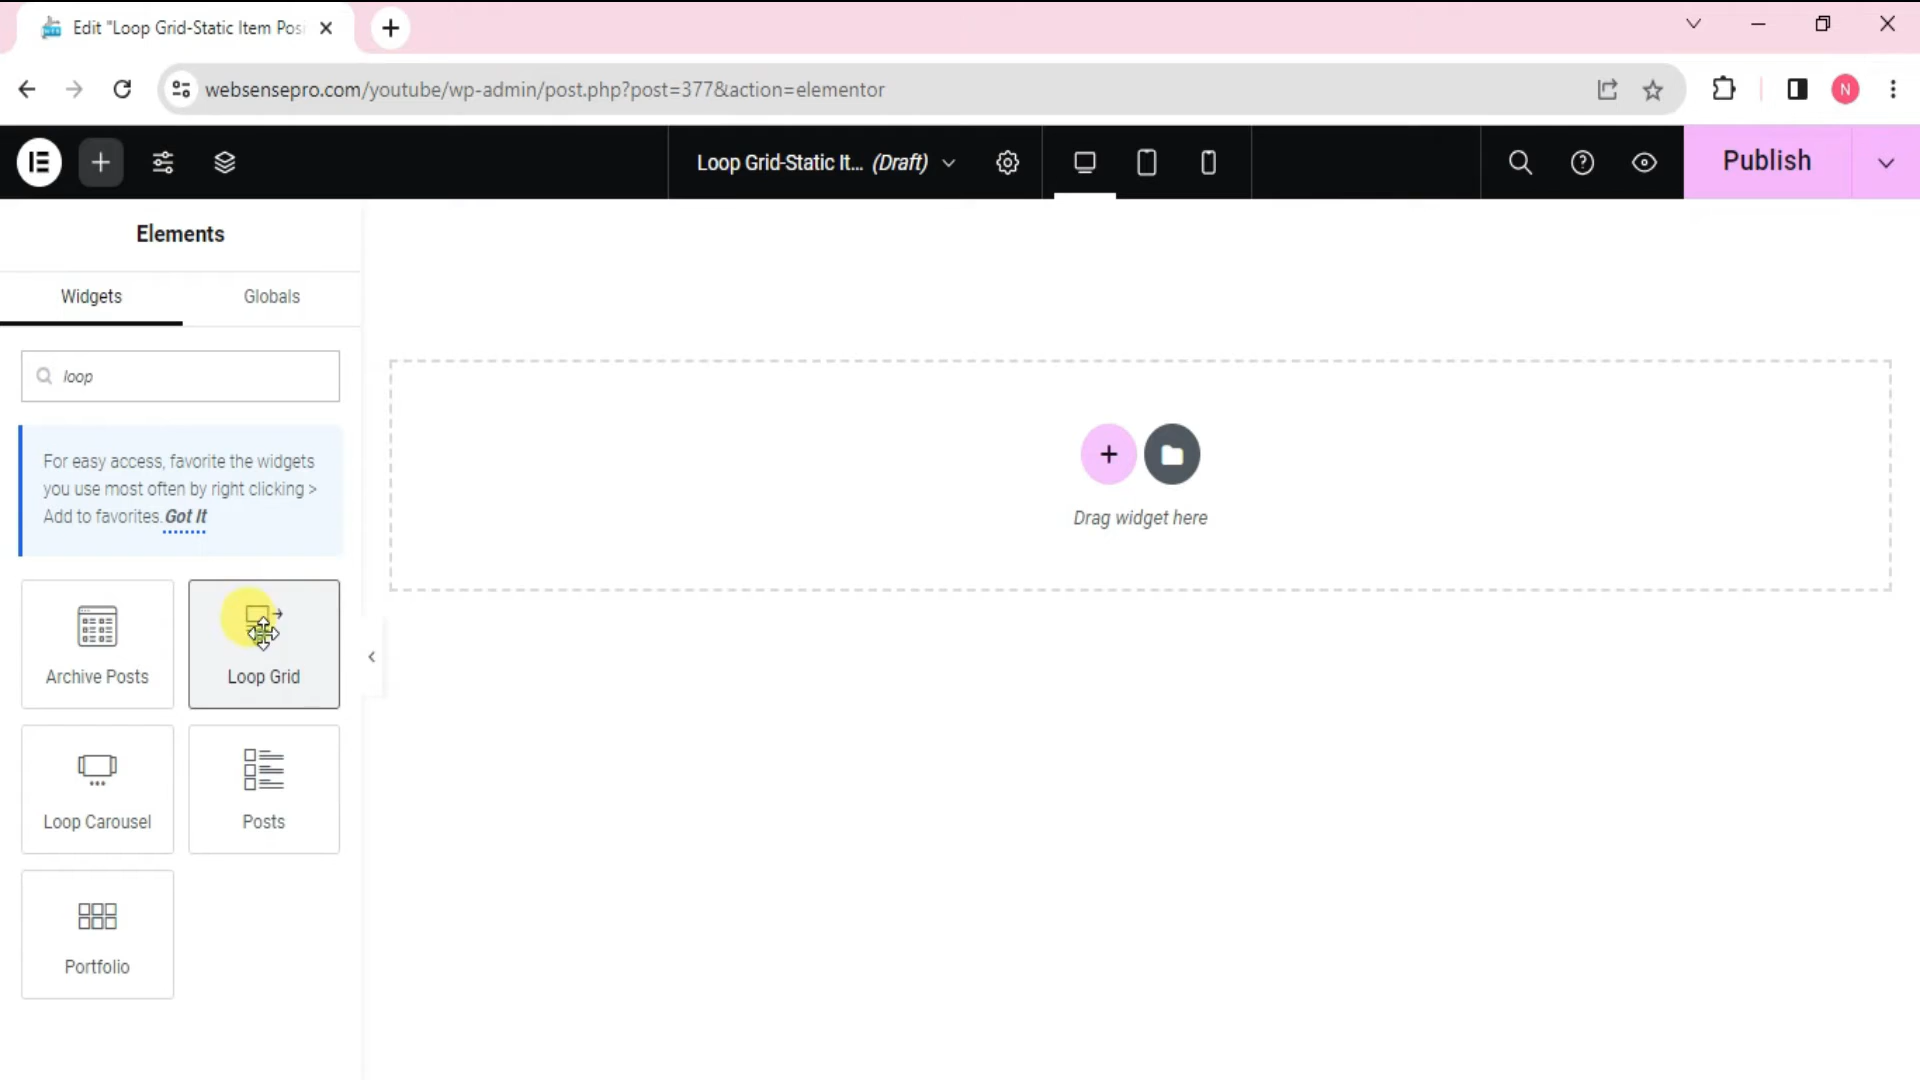 Edit "Loop Grid-Static Item Posi
websensepro.com/youtube/wp-admin/post.php?post=377&action=elementor
N
Loop Grid-Static It... (Draft)
Publish
Elements
Widgets
Globals
loop
For easy access, favorite the widgets
you use most often by right clicking >
Add to favorites. Got It
Drag widget here
Archive Posts
Loop Grid
Loop Carousel
Posts
Portfolio